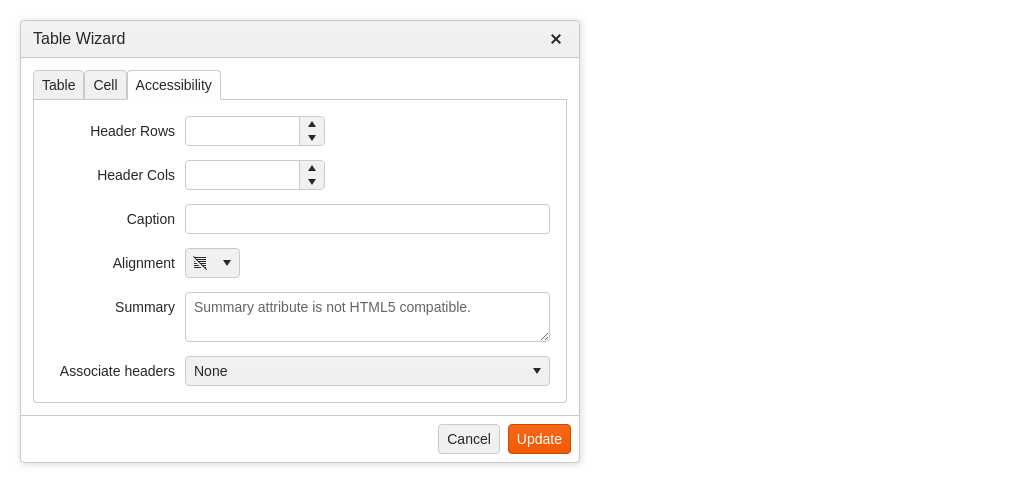 Table Wizard
Table Cell Accessibility
Header Rows
Header Cols
Caption
Alignment
Summary Summary attribute is not HTML5 compatible.
Associate headers None
Cancel Update